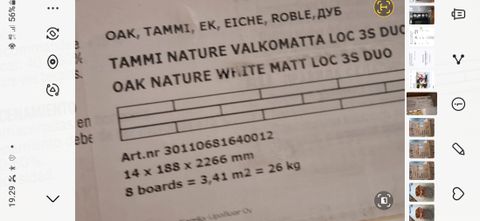 OAK, TAMMI, EK, EICHE, ROBLE, ДУБ
TAMMI NATURE VALKOMATTA LOC 3S DUO
OAK NATURE WHITE MATT LOC 3S DUO
Art.nr 30110681640012
14 x 188 x 2266 mm
8 boards = 3,41 m2 = 26 kg
en
19.29
56%